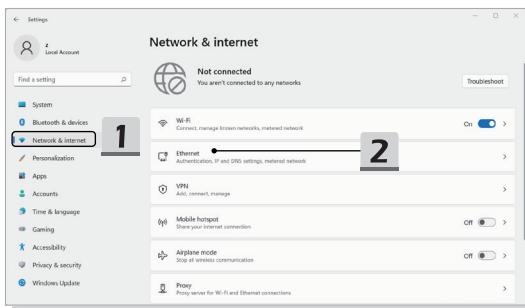 Settings
z
Local Account
Find a setting
System
Bluetooth & devices
Network & internet
Personalization
Apps
Accounts
Time & language
Gaming
Accessibility
Privacy & security
Windows Update
1
Network & internet
Not connected
You aren't connected to any networks
Troubleshoot
Wi-Fi
Connect, manage known networks, metered network
On
Ethernet
Authentication, IP and DNS settings, metered network
2
VPN
Add, connect, manage
Mobile hotspot
Share your internet connection
Off
Airplane mode
Stop all wireless communication
Off
Proxy
Proxy server for Wi-Fi and Ethernet connections